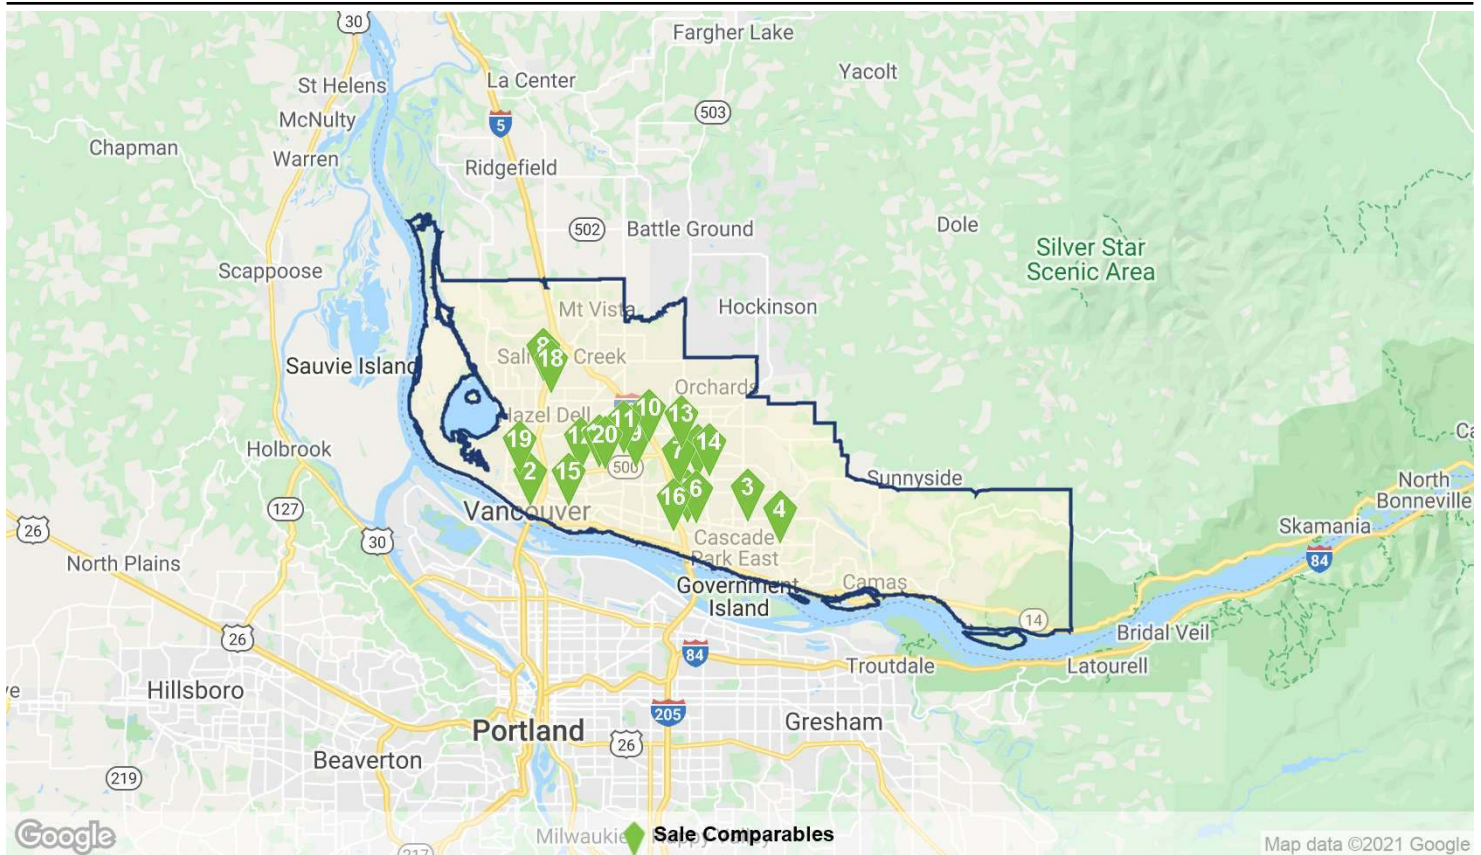 30
Fargher Lake
St Helens
La Center
Yacolt
McNulty
5
503
Chapman
Warren
Ridgefield
502
Battle Ground
Dole
Silver Star
Scenic Area
Scappoose
Mt Vista
Hockinson
8
18
Creek
Sauvie Island
Orchards
Hazel Dell
10
11
13
19
12
20
9
14
7
Holbrook
2
15
500
3
6
16
4
Sunnyside
North
Bonneville
127
Vancouver
Skamania
26
30
Cascade
Park East
84
North Plains
Government
Island
Camas
14
26
Bridal Veil
84
Troutdale
Latourell
Hillsboro
205
Gresham
Portland
26
Beaverton
219
Google
Sale Comparables
217
Map data ©2021 Google